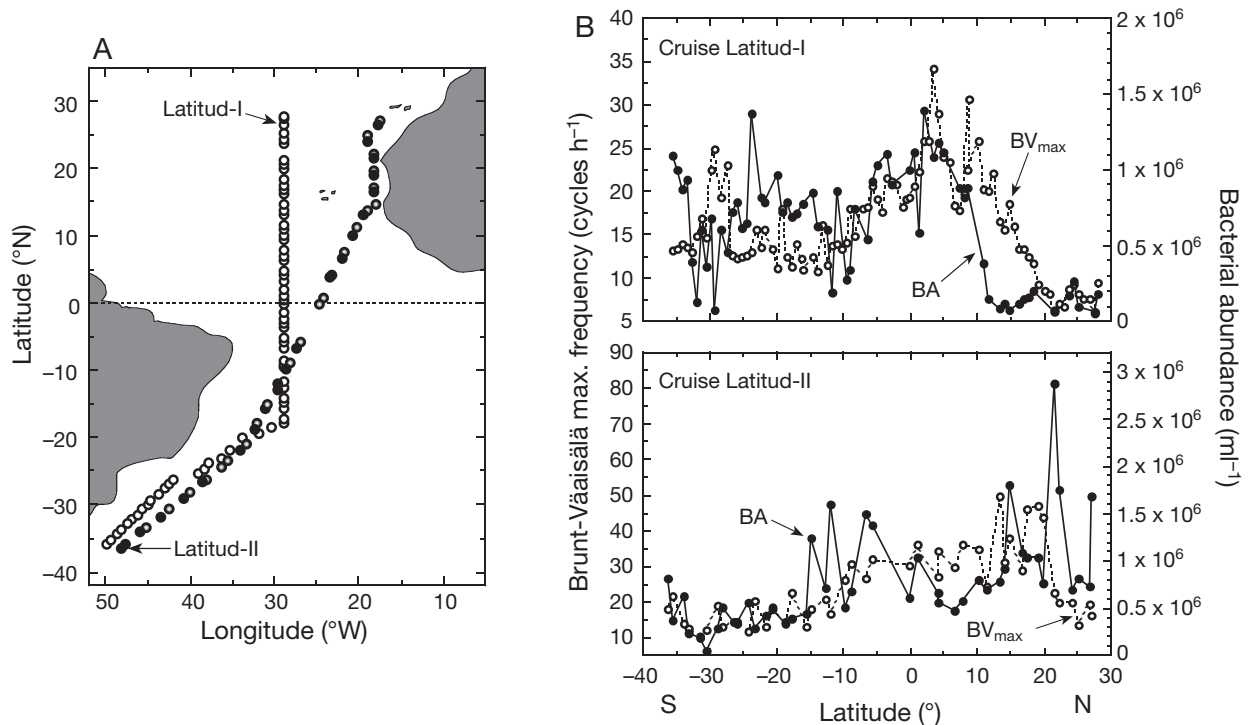 A
Latitud-I
Latitud-II
30
20
10
0
–10
–20
–30
–40
Latitude (°N)
50
40
30
20
10
Longitude (°W)
B
Cruise Latitud-I
BV_max
BA
40
35
30
25
20
15
10
5
2 x 10⁶
1.5 x 10⁶
1 x 10⁶
0.5 x 10⁶
0
Brunt-Väaisälä max. frequency (cycles h⁻¹)
Bacterial abundance (ml⁻¹)
Cruise Latitud-II
BA
BV_max
90
80
70
60
50
40
30
20
10
3 x 10⁶
2.5 x 10⁶
2 x 10⁶
1.5 x 10⁶
1 x 10⁶
0.5 x 10⁶
0
–40
–30
–20
–10
0
10
20
30
S
Latitude (°)
N